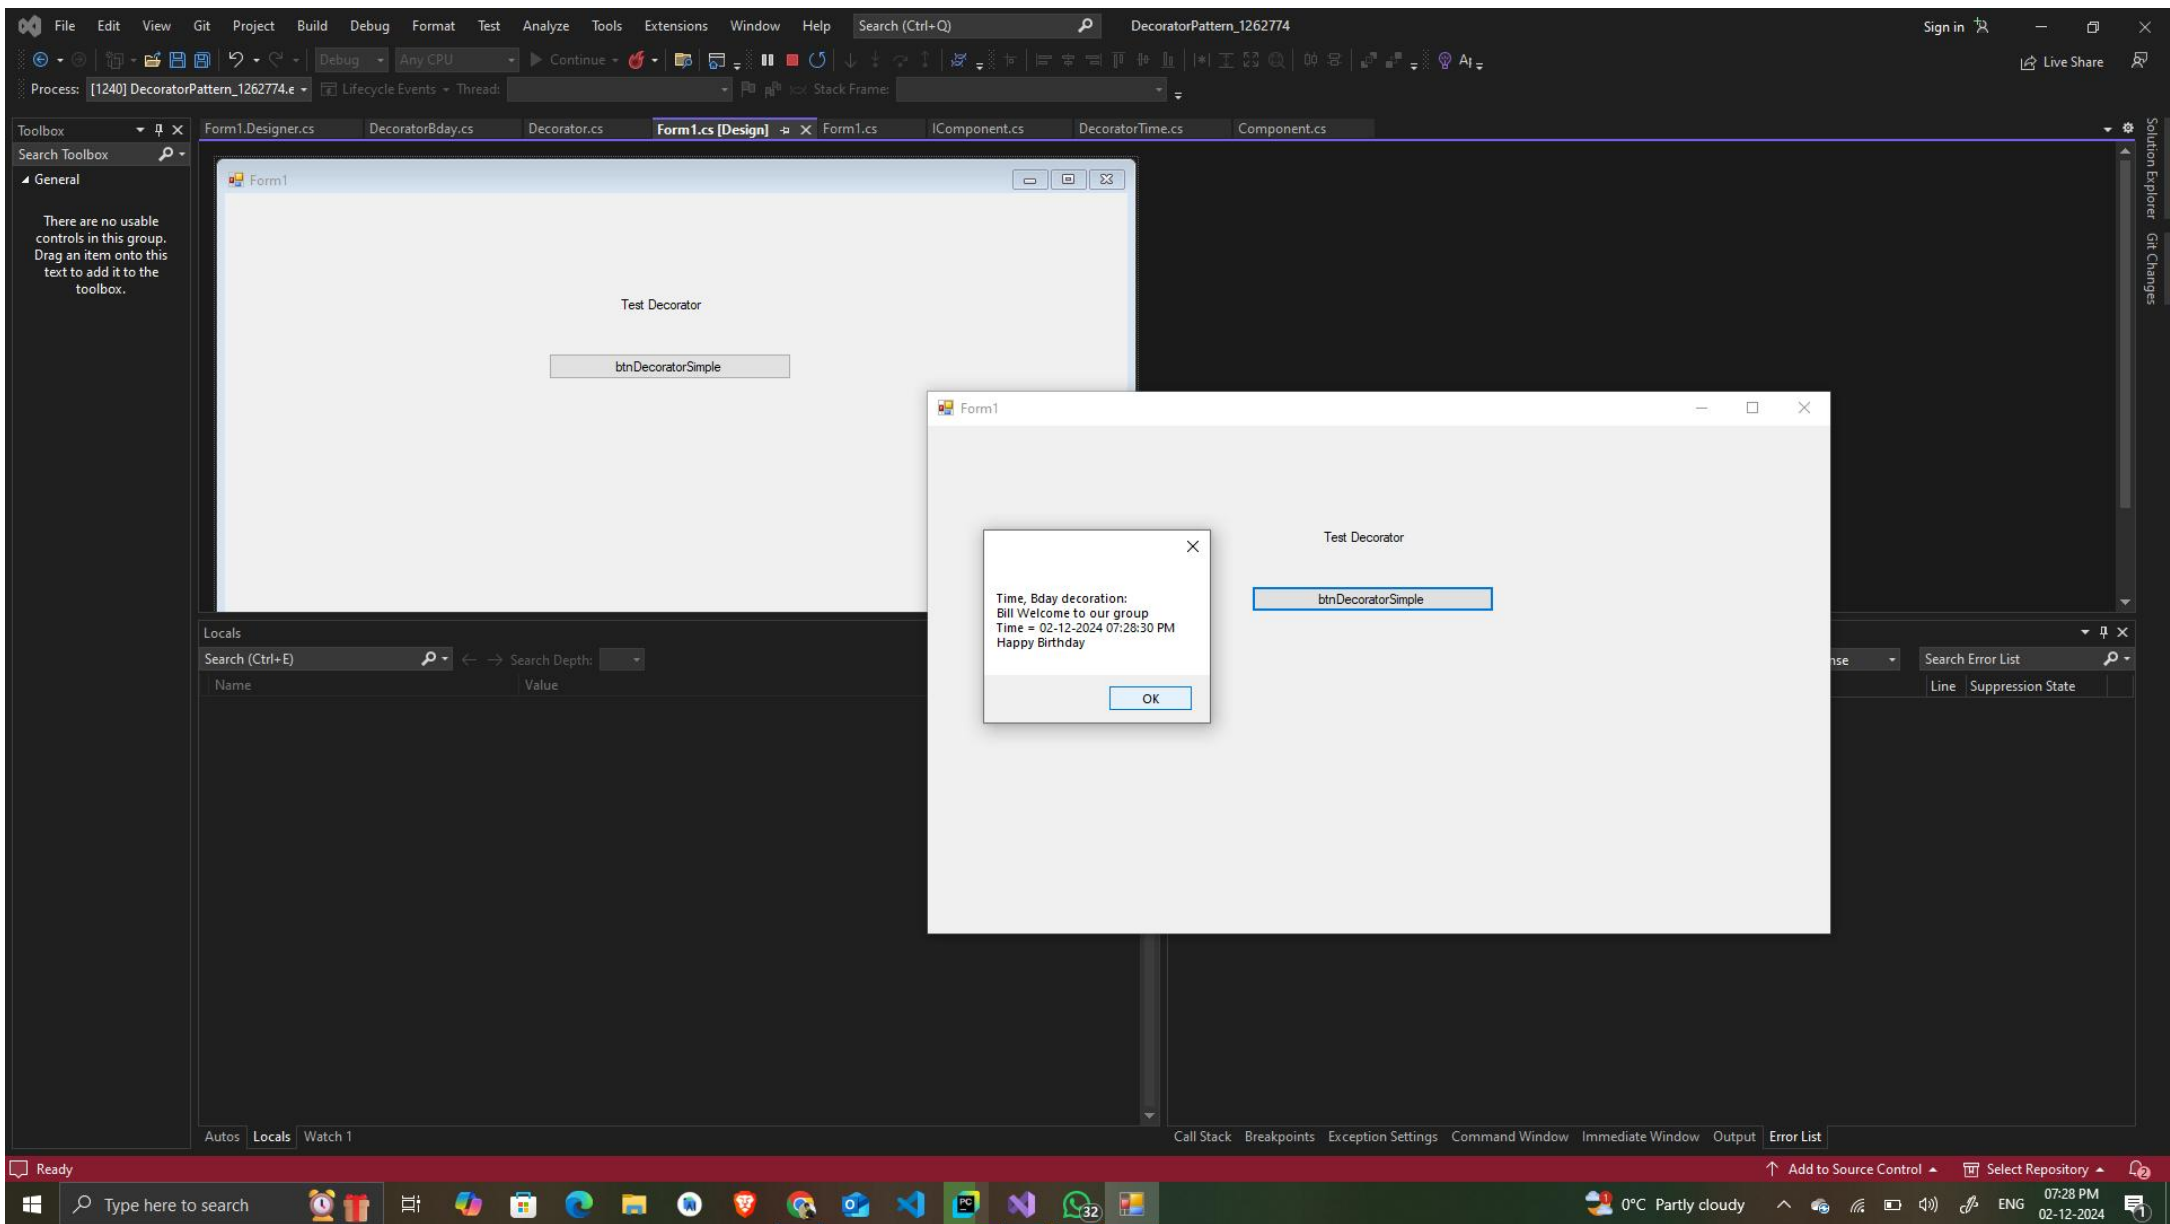 File Edit View Git Project Build Debug Format Test Analyze Tools Extensions Window Help Search (Ctrl+Q) DecoratorPattern_1262774 Sign in
Debug Any CPU Continue Live Share
Process: [1240] DecoratorPattern_1262774.e Lifecycle Events Thread: Stack Frame:
Toolbox Form1.Designer.cs DecoratorBday.cs Decorator.cs Form1.cs [Design] Form1.cs IComponent.cs DecoratorTime.cs Component.cs
Search Toolbox
General
There are no usable
controls in this group.
Drag an item onto this
text to add it to the
toolbox.
Solution Explorer
Git Changes
Form1
Test Decorator
btnDecoratorSimple
Form1
Test Decorator
btnDecoratorSimple
Time, Bday decoration:
Bill Welcome to our group
Time = 02-12-2024 07:28:30 PM
Happy Birthday
OK
Locals
Search (Ctrl+E) Search Depth:
Name Value
nse Search Error List
Line Suppression State
Autos Locals Watch 1
Call Stack Breakpoints Exception Settings Command Window Immediate Window Output Error List
Ready Add to Source Control Select Repository 2
Type here to search PC 32 0°C Partly cloudy ENG 07:28 PM
02-12-2024 1